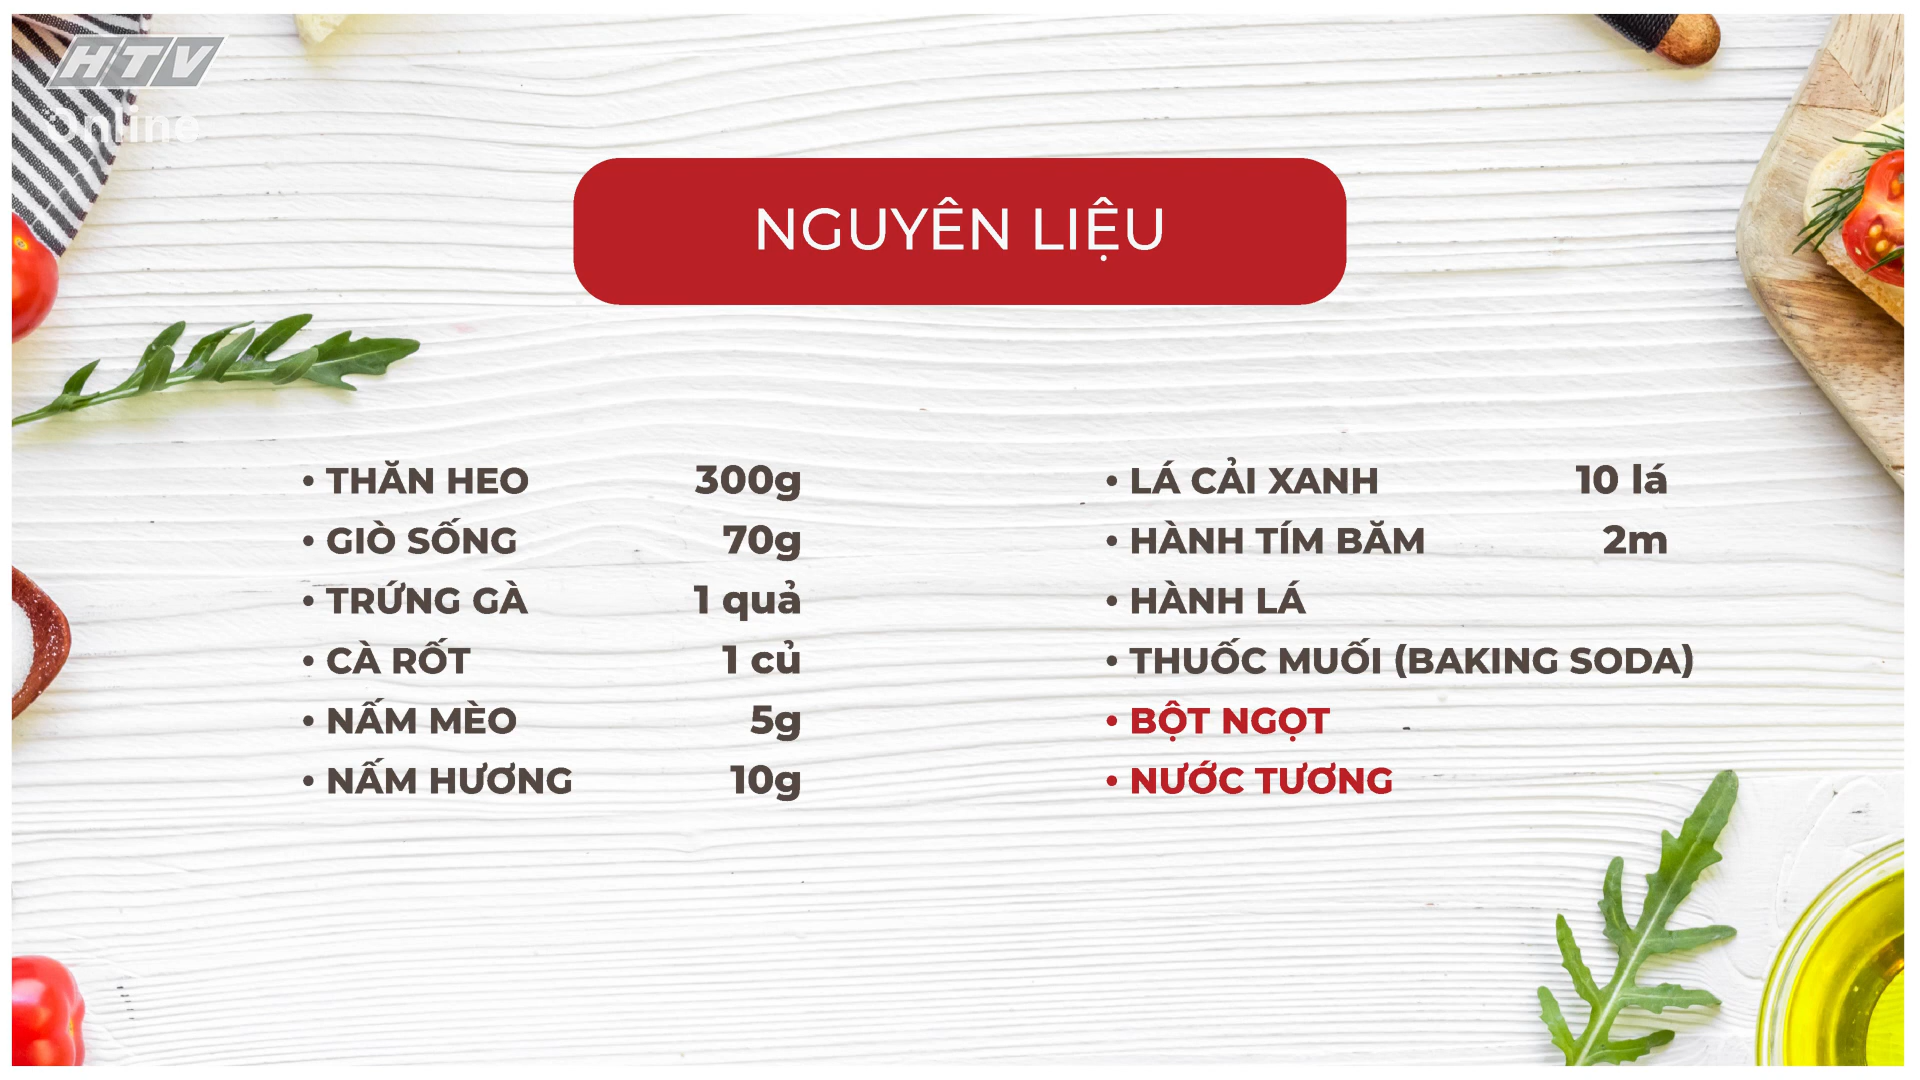 HTV
Online
NGUYÊN LIỆU
• THĂN HEO 300g
• GIÒ SỐNG 70g
• TRỨNG GÀ 1 quả
• CÀ RỐT 1 củ
• NẤM MÈO 5g
• NẤM HƯƠNG 10g
• LÁ CẢI XANH 10 lá
• HÀNH TÍM BĂM 2m
• HÀNH LÁ
• THUỐC MUỐI (BAKING SODA)
• BỘT NGỌT
• NƯỚC TƯƠNG